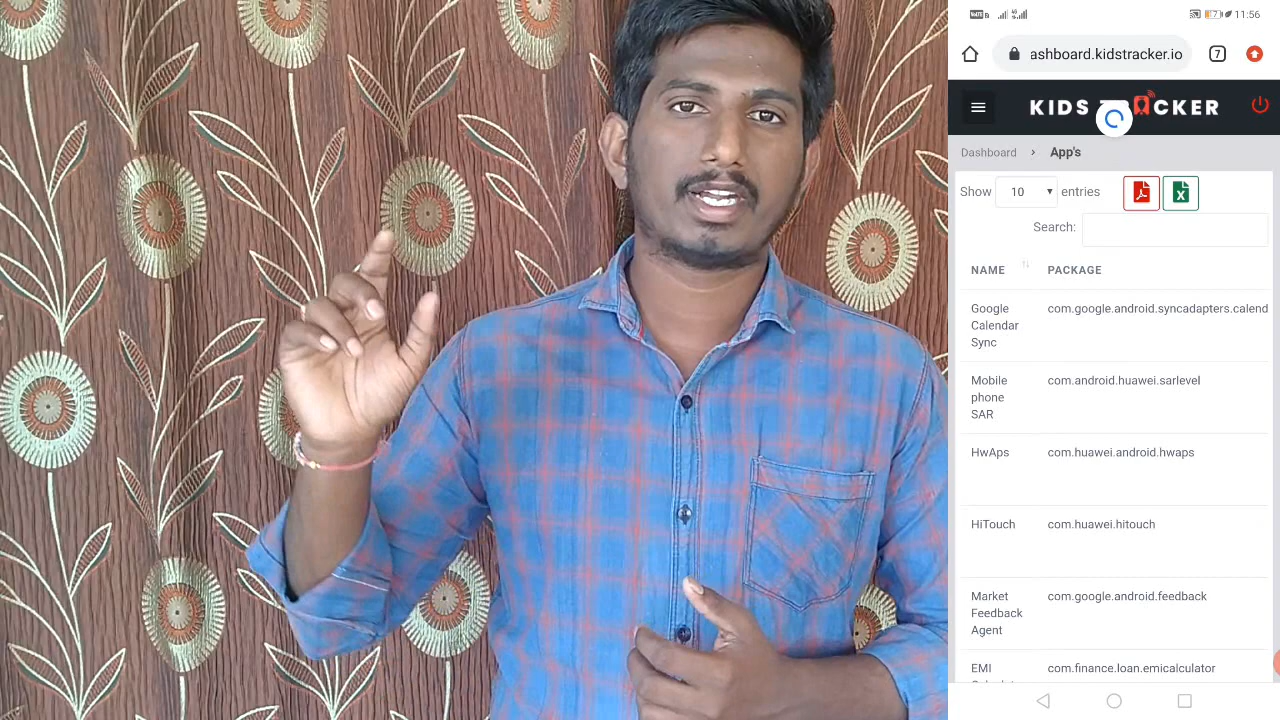 11:56
7
ashboard.kidstracker.io
7
KIDS TRACKER
Dashboard › App's
Show 10 entries
Search:
NAME PACKAGE
Google
Calendar
Sync
com.google.android.syncadapters.calend
Mobile
phone
SAR
com.android.huawei.sarlevel
HwAps
com.huawei.android.hwaps
HiTouch
com.huawei.hitouch
Market
Feedback
Agent
com.google.android.feedback
EMI
com.finance.loan.emicalculator